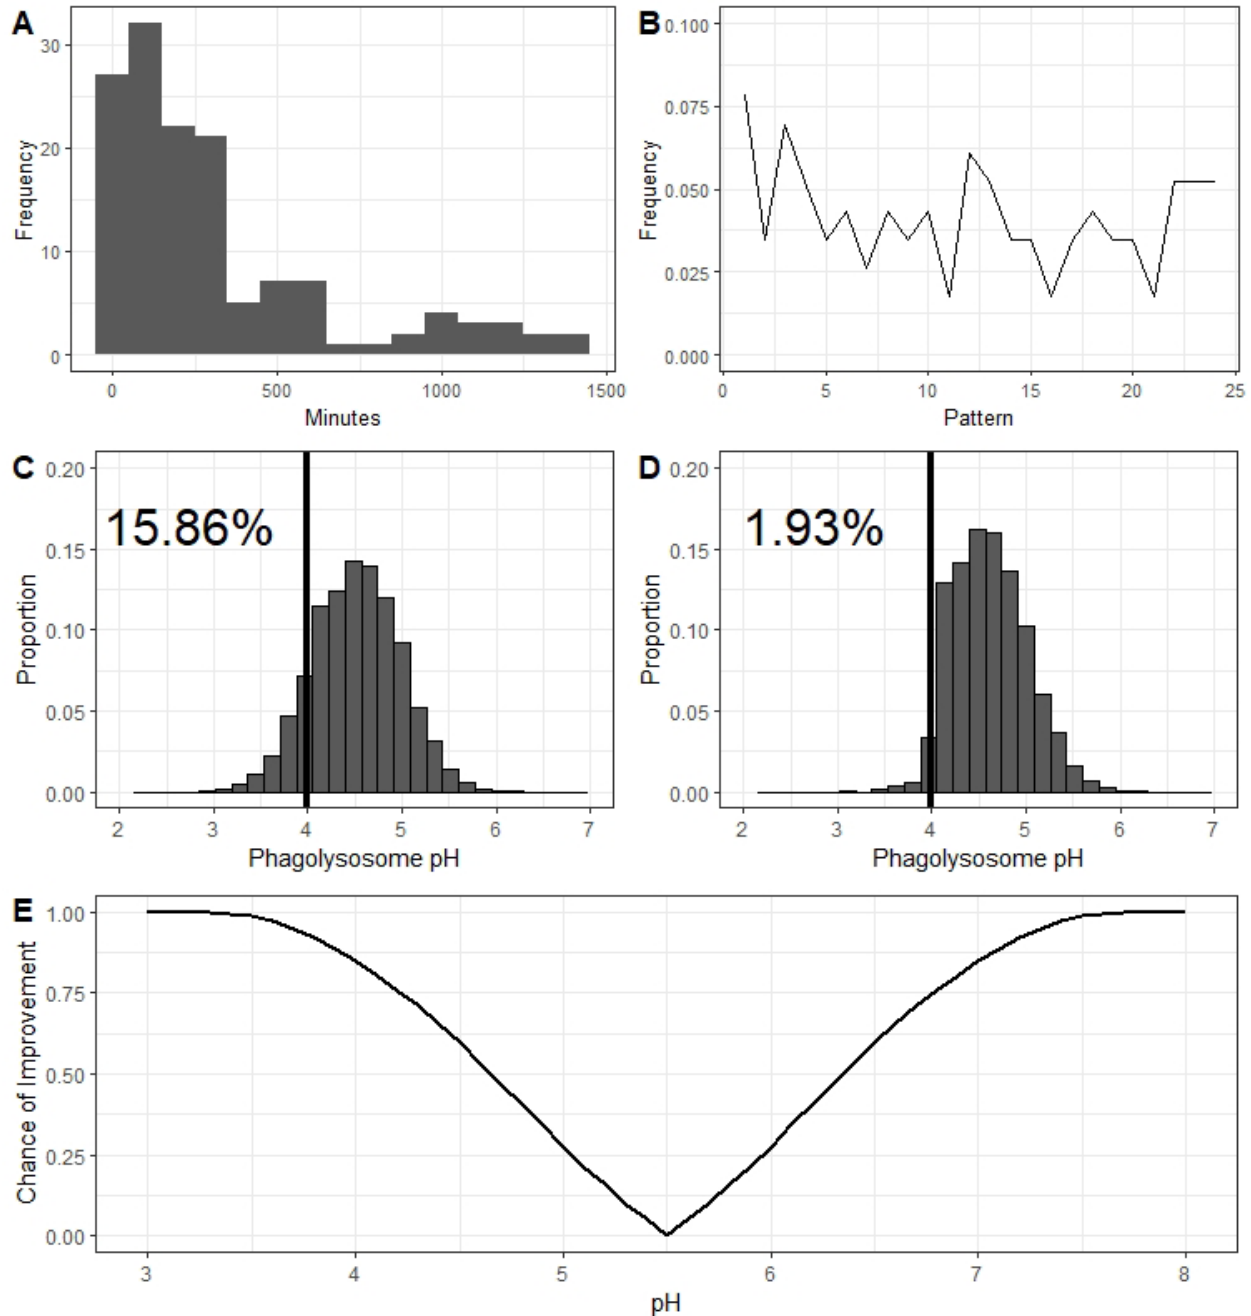 A
Frequency
30
20
10
0
0 500 1000 1500
Minutes
B
Frequency
0.100
0.075
0.050
0.025
0.000
0 5 10 15 20 25
Pattern
C
15.86%
Proportion
0.20
0.15
0.10
0.05
0.00
2 3 4 5 6 7
Phagolysosome pH
D
1.93%
Proportion
0.20
0.15
0.10
0.05
0.00
2 3 4 5 6 7
Phagolysosome pH
E
Chance of Improvement
1.00
0.75
0.50
0.25
0.00
3 4 5 6 7 8
pH